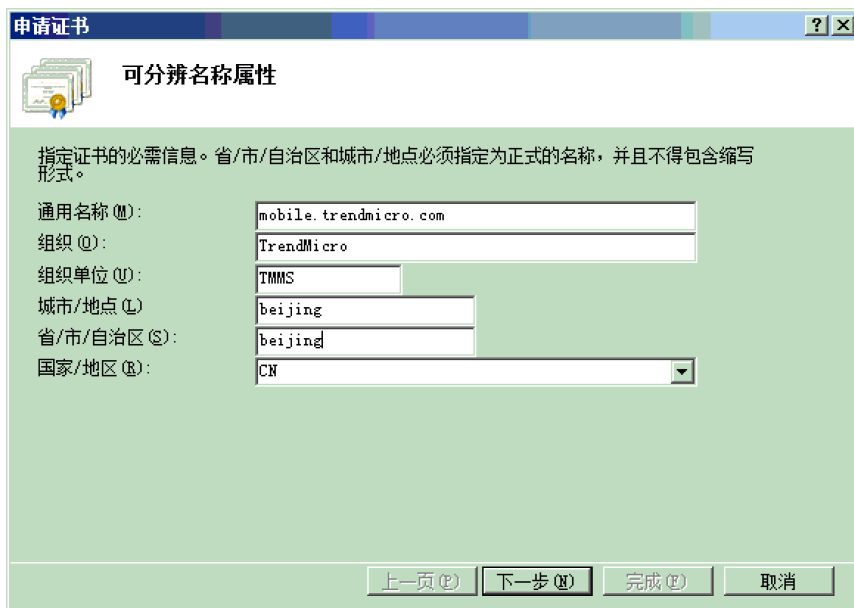 申请证书
可分辨名称属性
指定证书的必需信息。省/市/自治区和城市/地点必须指定为正式的名称，并且不得包含缩写
形式。
通用名称(M): mobile.trendmicro.com
组织(O): TrendMicro
组织单位(U): TMMS
城市/地点(L) beijing
省/市/自治区(S): beijing
国家/地区(R): CN
上一页(P) 下一步(N) 完成(F) 取消